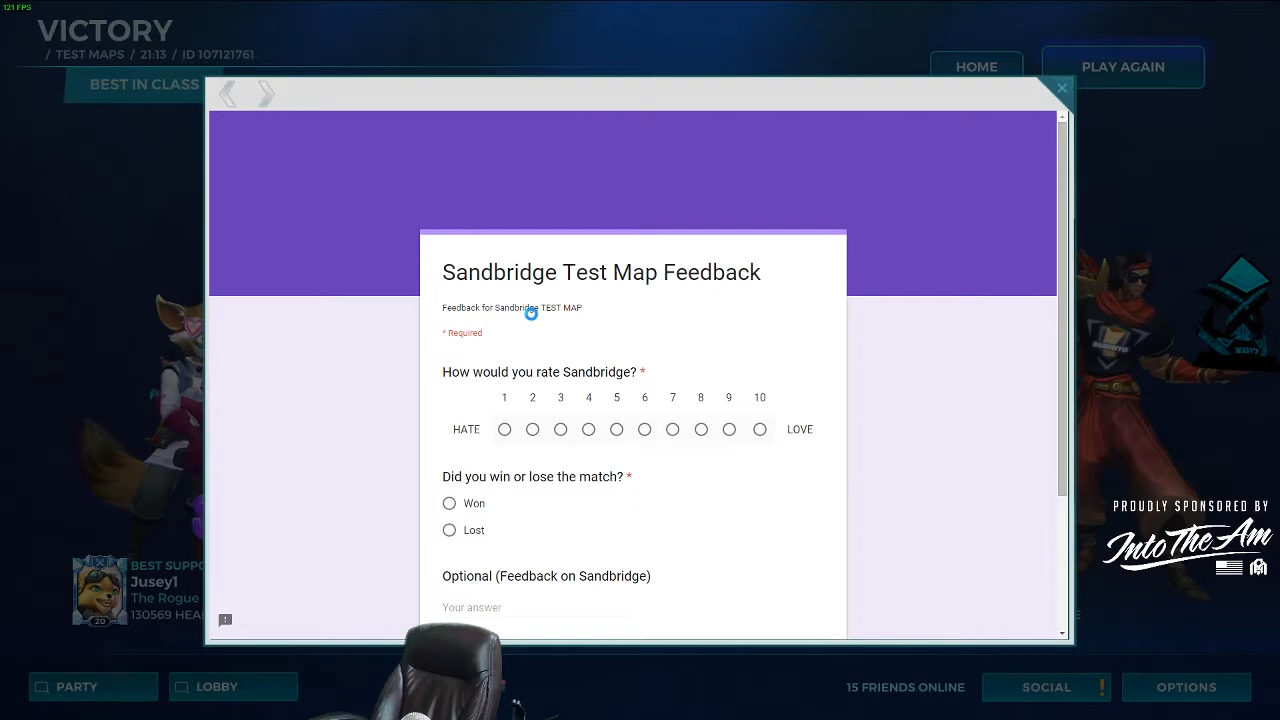 121 FPS
VICTORY
/ TEST MAPS / 21:13 / ID 107121761
HOME
PLAY AGAIN
BEST IN CLASS
Sandbridge Test Map Feedback
Feedback for Sandbridge TEST MAP
* Required
How would you rate Sandbridge? *
1 2 3 4 5 6 7 8 9 10
HATE LOVE
Did you win or lose the match? *
Won
Lost
Optional (Feedback on Sandbridge)
Your answer
2017
PROUDLY SPONSORED BY
Into The Am
BEST SUPPO
Jusey1
The Rogue
130569 HEA
20
PARTY
LOBBY
15 FRIENDS ONLINE
SOCIAL !
OPTIONS